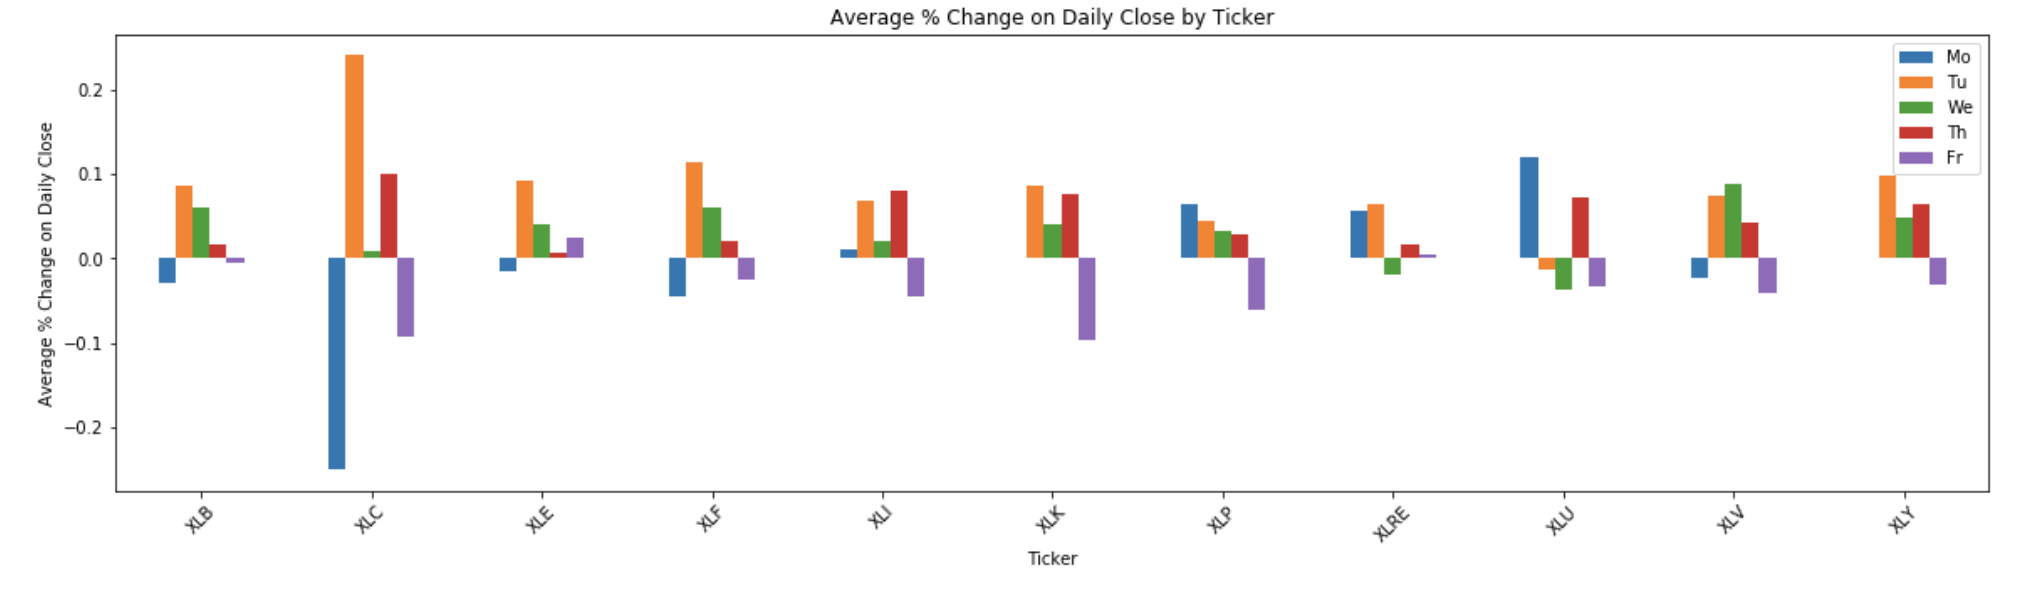 Average % Change on Daily Close by Ticker
Average % Change on Daily Close
0.2
0.1
0.0
−0.1
−0.2
Mo
Tu
We
Th
Fr
XLB
XLC
XLE
XLF
XLI
XLK
XLP
XLRE
XLU
XLV
XLY
Ticker